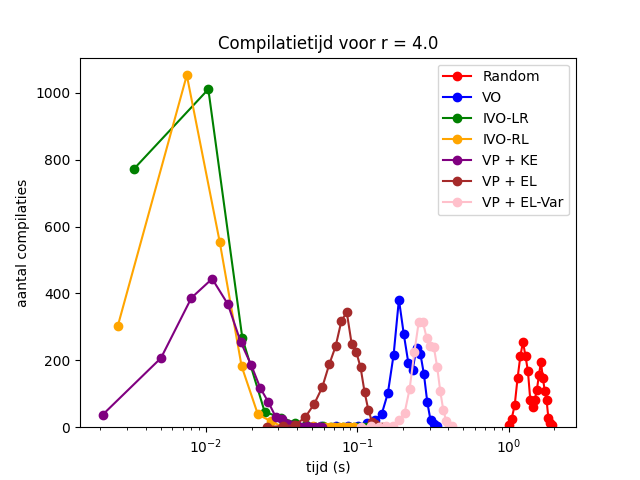 Compilatietijd voor r = 4.0
aantal compilaties
1000
800
600
400
200
0
10⁻²
10⁻¹
10⁰
tijd (s)
Random
VO
IVO-LR
IVO-RL
VP + KE
VP + EL
VP + EL-Var